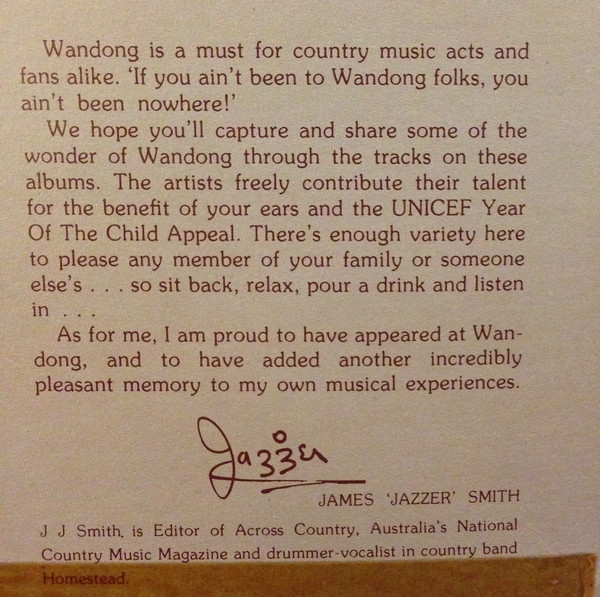 Wandong is a must for country music acts and
fans alike. ‘If you ain’t been to Wandong folks, you
ain’t been nowhere!’
We hope you’ll capture and share some of the
wonder of Wandong through the tracks on these
albums. The artists freely contribute their talent
for the benefit of your ears and the UNICEF Year
Of The Child Appeal. There’s enough variety here
to please any member of your family or someone
else’s . . . so sit back, relax, pour a drink and listen
in . . .
As for me, I am proud to have appeared at Wan-
dong, and to have added another incredibly
pleasant memory to my own musical experiences.
Jazzer
JAMES ‘JAZZER’ SMITH
J J Smith, is Editor of Across Country, Australia’s National
Country Music Magazine and drummer-vocalist in country band
Homestead.